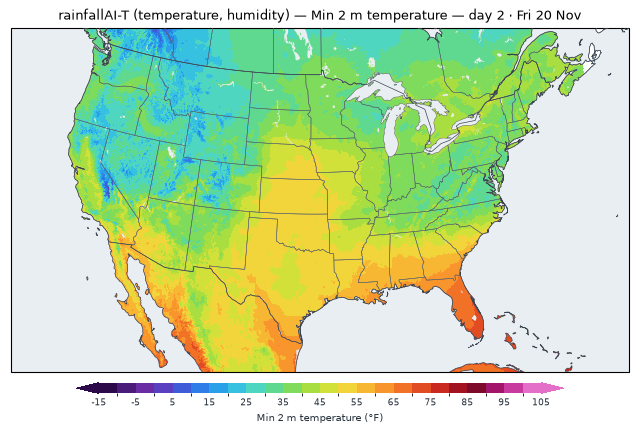 rainfallAI-T (temperature, humidity) — Min 2 m temperature — day 2 · Fri 20 Nov
-15 -5 5 15 25 35 45 55 65 75 85 95 105
Min 2 m temperature (°F)